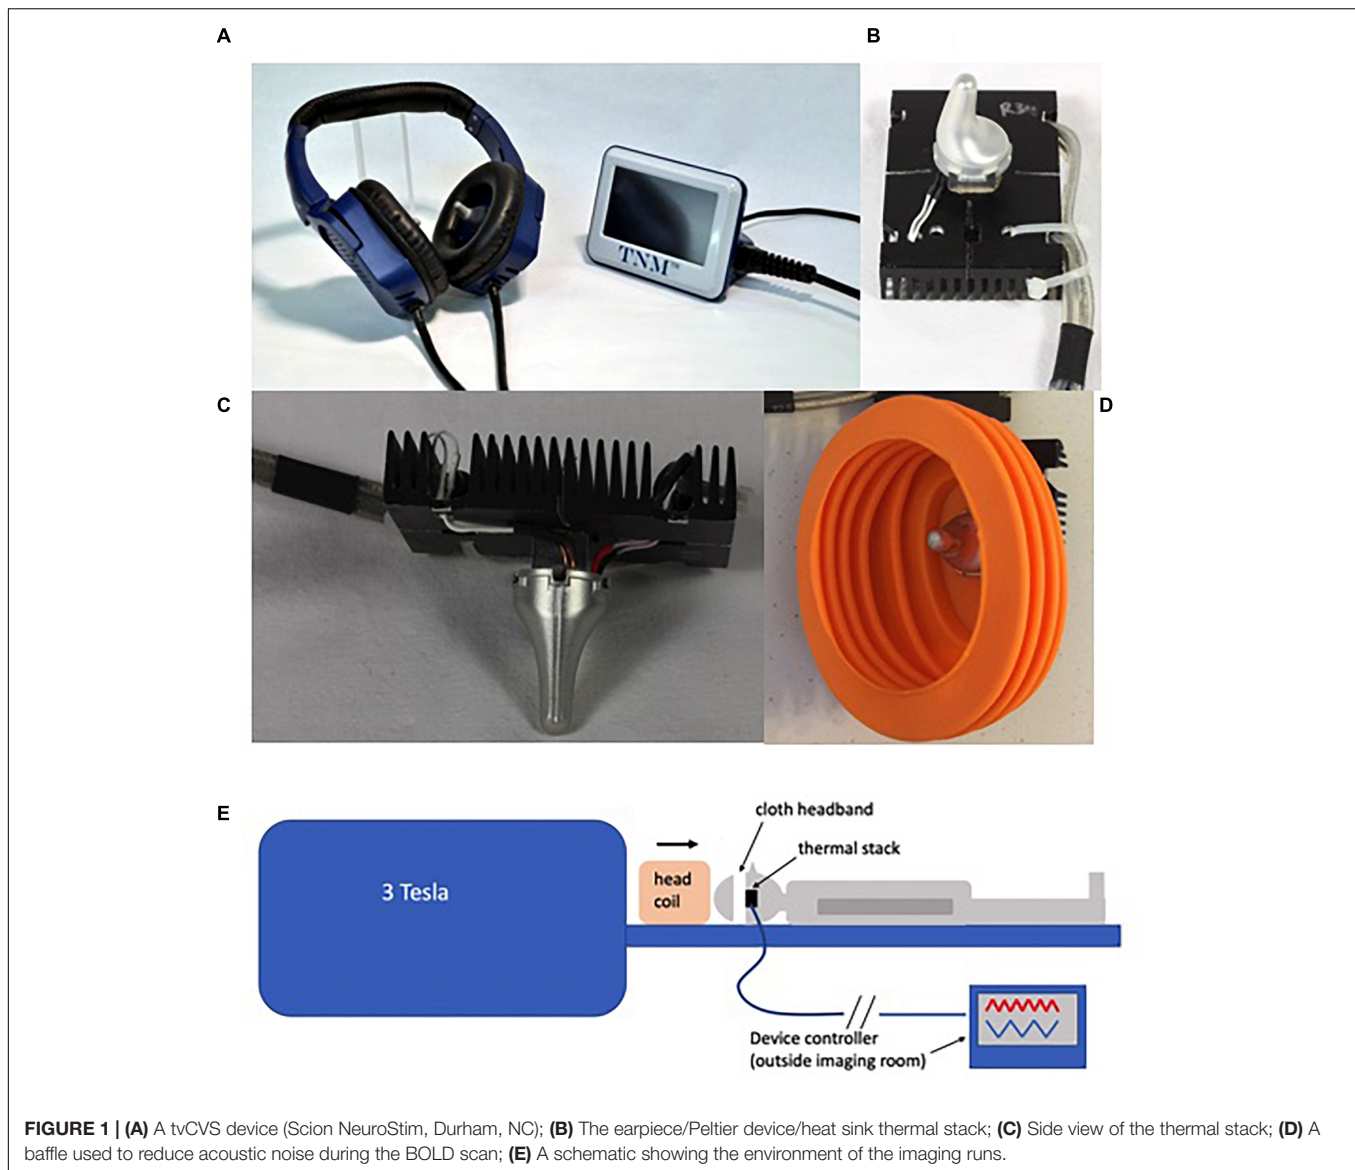 A
B
R3
TNM™
C
D
E
cloth headband
thermal stack
head
coil
3 Tesla
Device controller
(outside imaging room)
FIGURE 1 | (A) A tvCVS device (Scion NeuroStim, Durham, NC); (B) The earpiece/Peltier device/heat sink thermal stack; (C) Side view of the thermal stack; (D) A
baffle used to reduce acoustic noise during the BOLD scan; (E) A schematic showing the environment of the imaging runs.